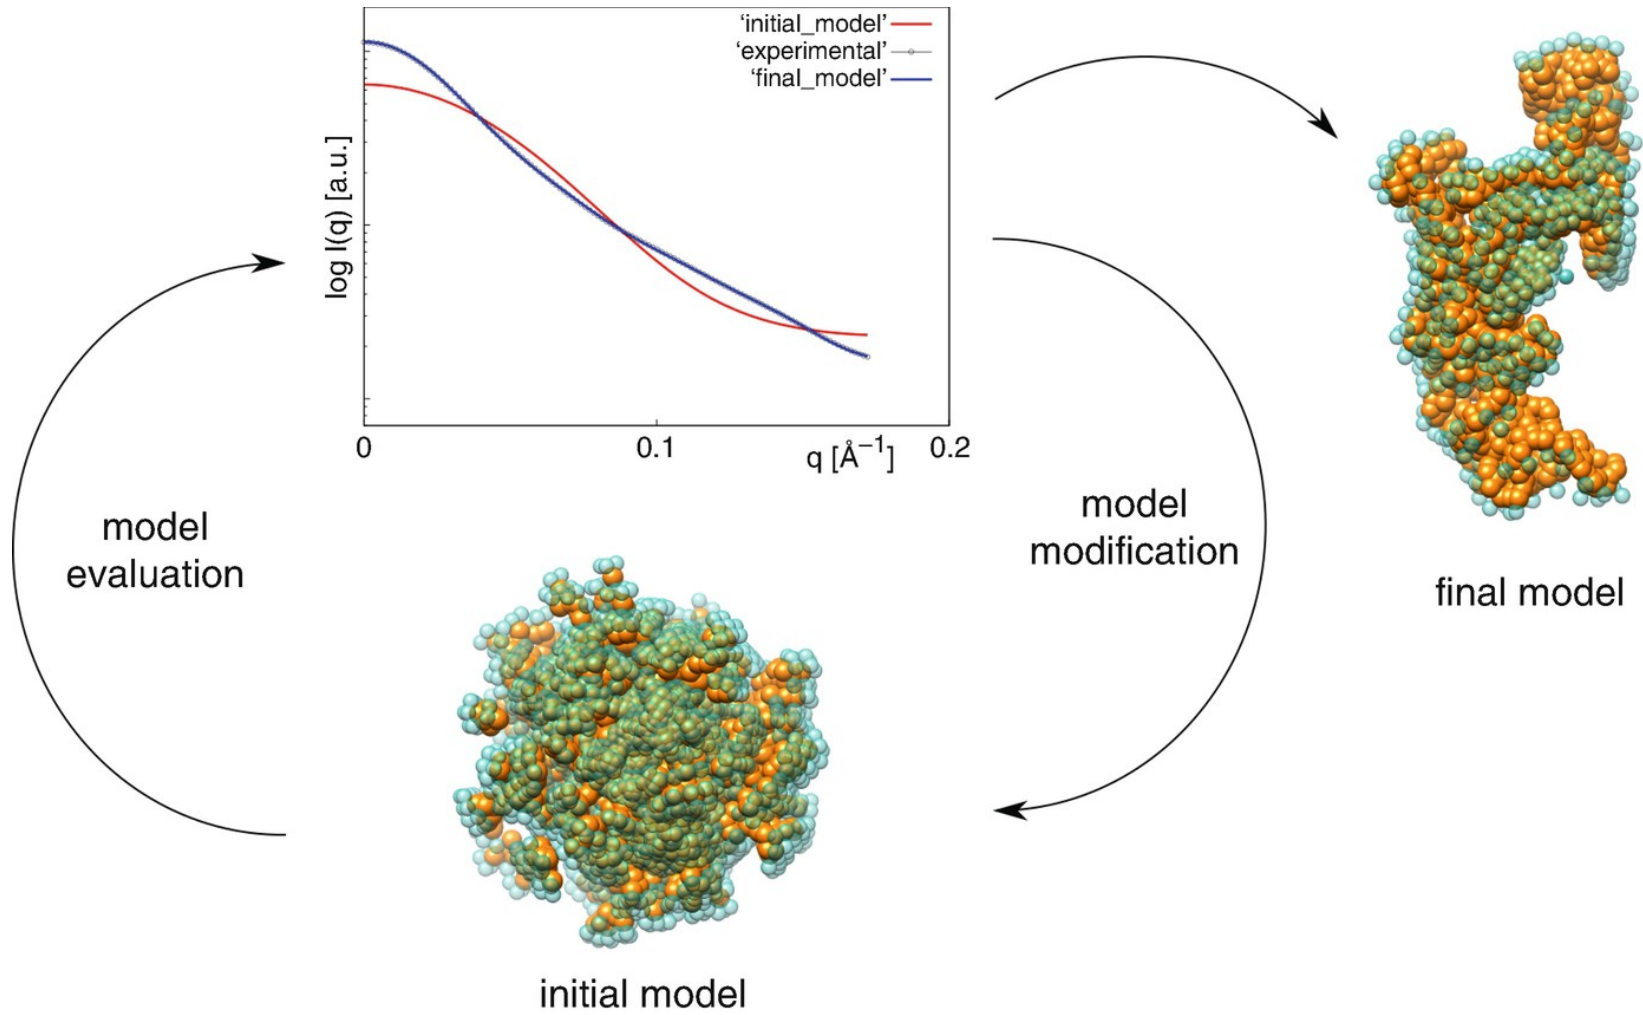 ‘initial_model’
‘experimental’
‘final_model’
log I(q) [a.u.]
0
0.1
0.2
q [Å⁻¹]
model
evaluation
model
modification
final model
initial model